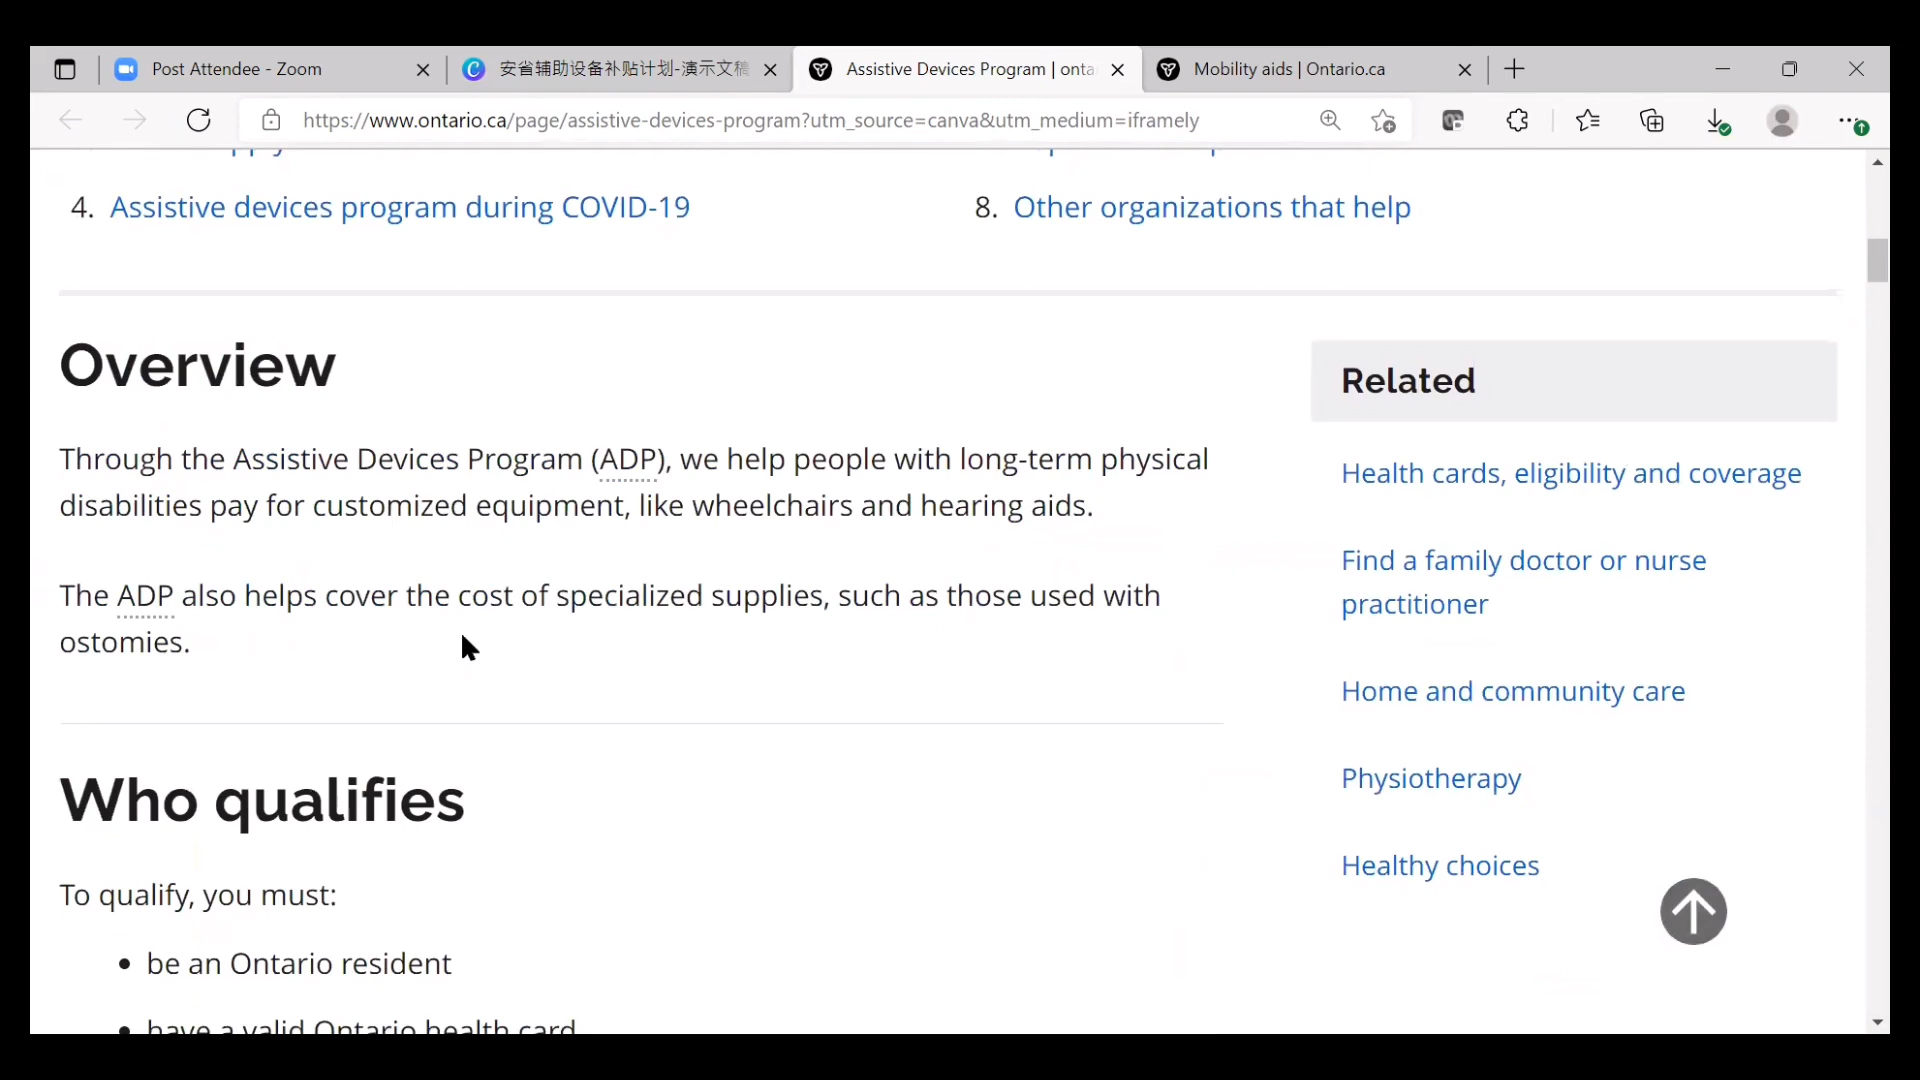 Post Attendee - Zoom
安省辅助设备补贴计划-演示文稿
Assistive Devices Program | onta
Mobility aids | Ontario.ca
https://www.ontario.ca/page/assistive-devices-program?utm_source=canva&utm_medium=iframely
4. Assistive devices program during COVID-19
8. Other organizations that help
Overview
Through the Assistive Devices Program (ADP), we help people with long-term physical
disabilities pay for customized equipment, like wheelchairs and hearing aids.
The ADP also helps cover the cost of specialized supplies, such as those used with
ostomies.
Who qualifies
To qualify, you must:
• be an Ontario resident
• have a valid Ontario health card
Related
Health cards, eligibility and coverage
Find a family doctor or nurse
practitioner
Home and community care
Physiotherapy
Healthy choices